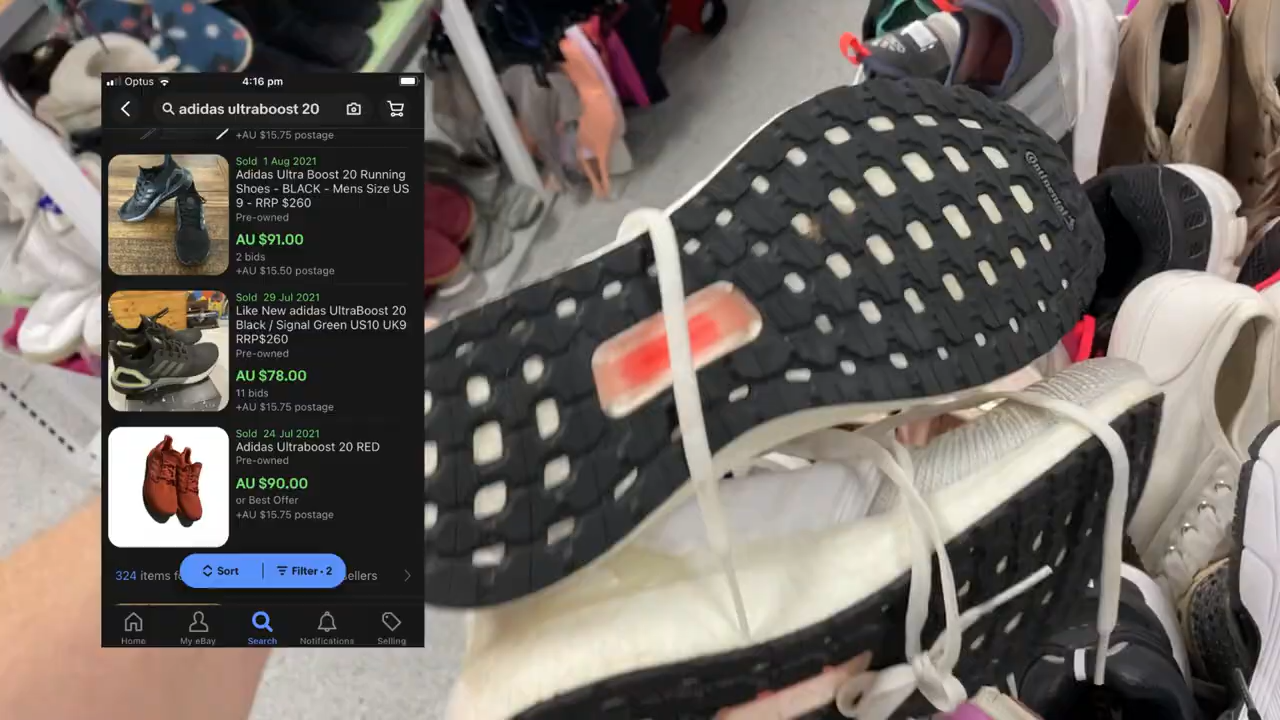 Optus
4:16 pm
adidas ultraboost 20
+AU $15.75 postage
Sold 1 Aug 2021
Adidas Ultra Boost 20 Running
Shoes - BLACK - Mens Size US
9 - RRP $260
Pre-owned
AU $91.00
2 bids
+AU $15.50 postage
Sold 29 Jul 2021
Like New adidas UltraBoost 20
Black / Signal Green US10 UK9
RRP$260
Pre-owned
AU $78.00
11 bids
+AU $15.75 postage
Sold 24 Jul 2021
Adidas Ultraboost 20 RED
Pre-owned
AU $90.00
or Best Offer
+AU $15.75 postage
Sort
Filter • 2
324 items f
sellers
Home
My eBay
Search
Notifications
Selling
Continental